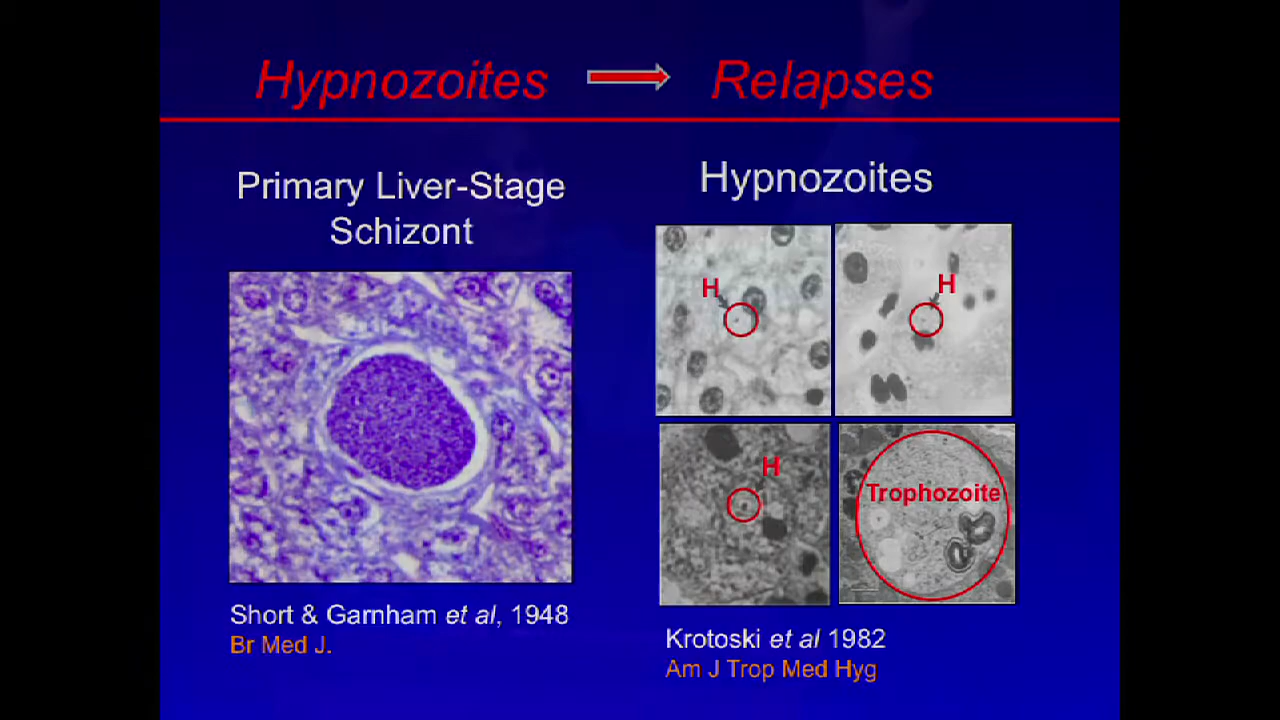 Hypnozoites
Relapses
Primary Liver-Stage
Schizont
Short & Garnham et al, 1948
Br Med J.
Hypnozoites
H
H
H
Trophozoite
Krotoski et al 1982
Am J Trop Med Hyg